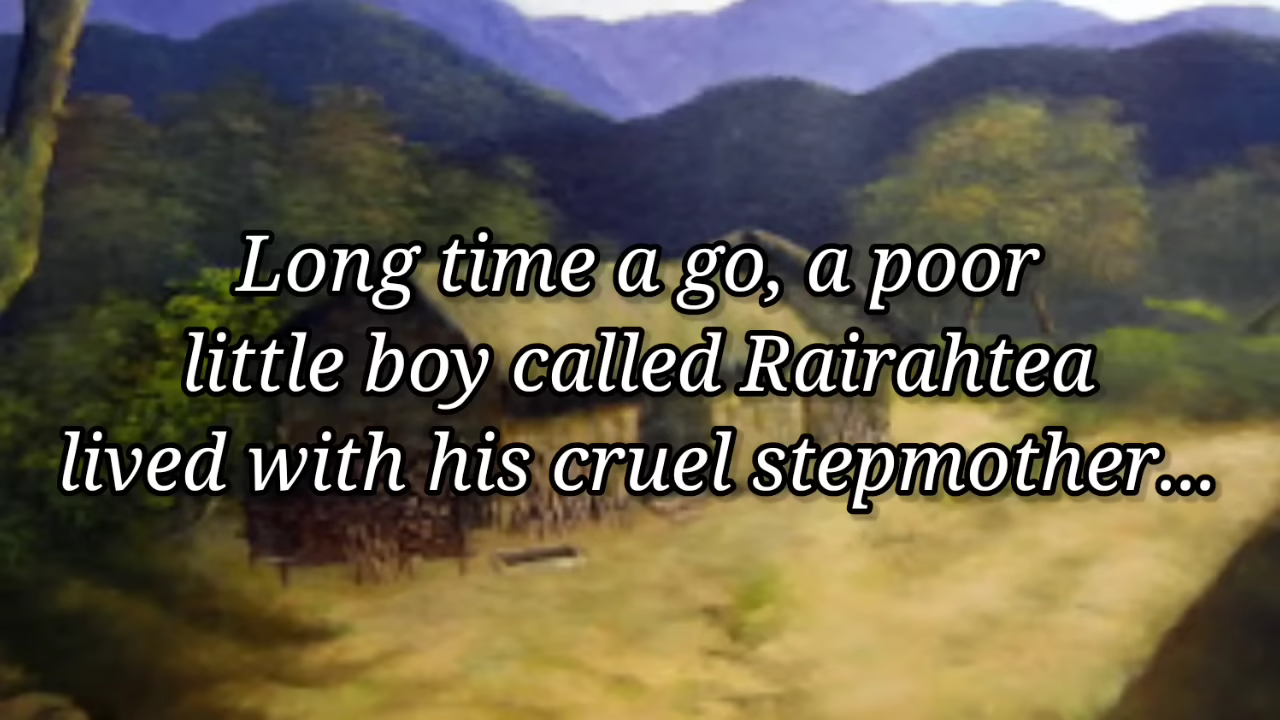 Long time a go, a poor
little boy called Rairahtea
lived with his cruel stepmother...